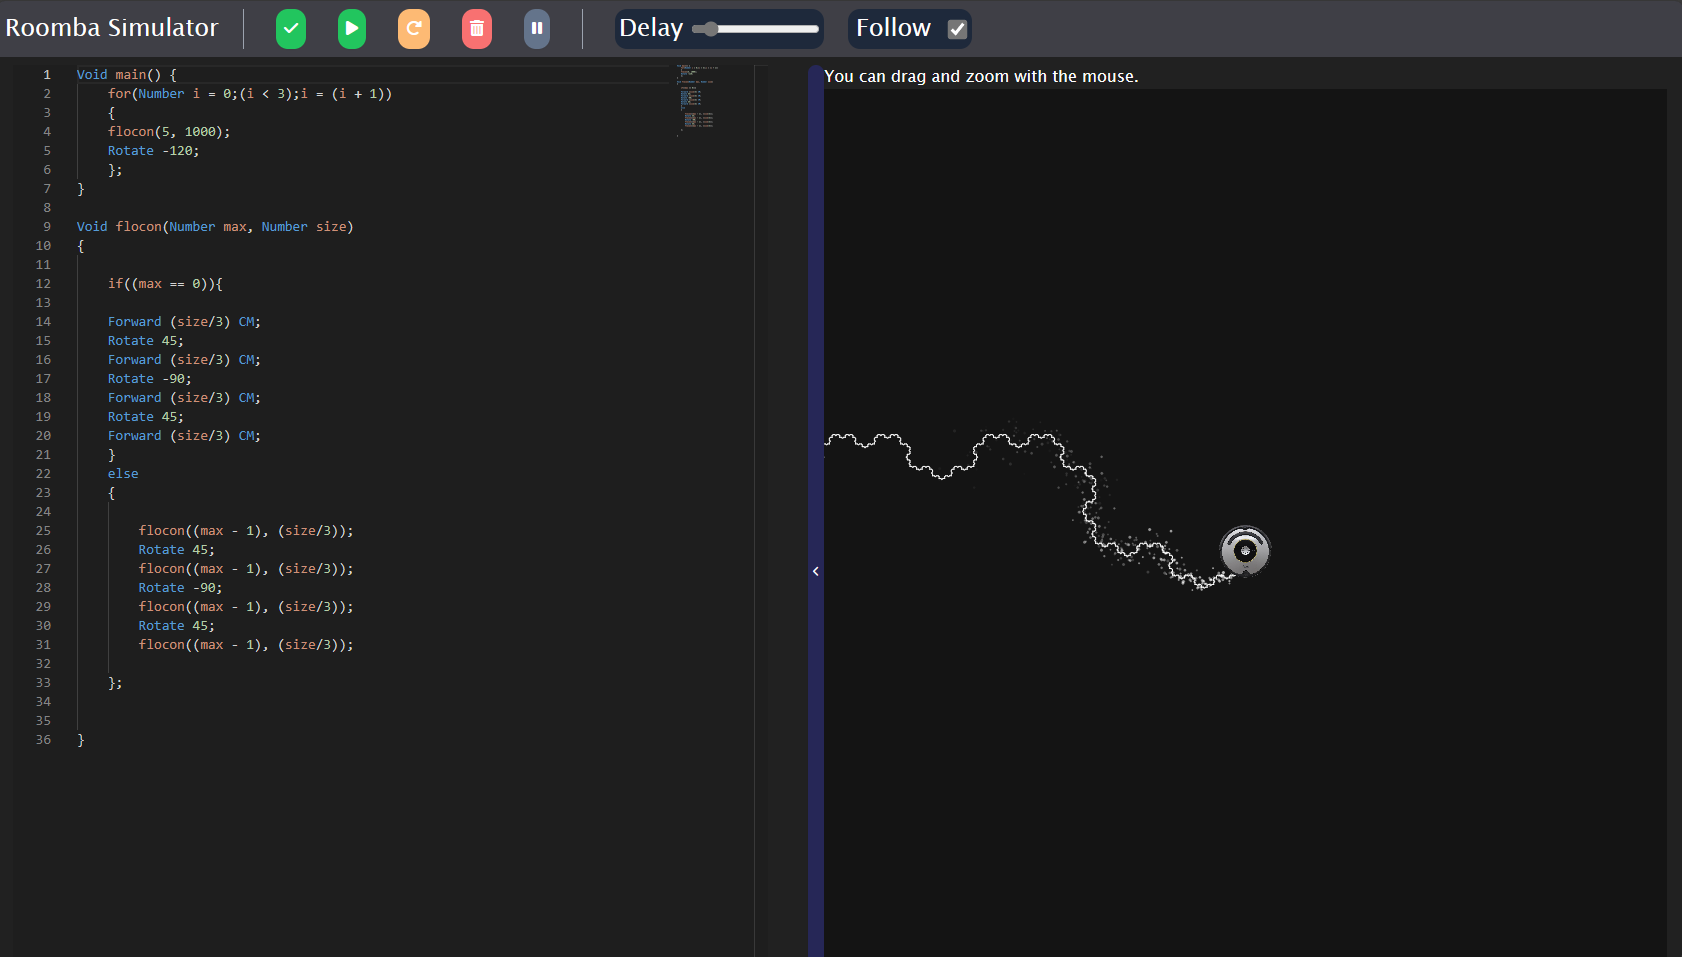 Roomba Simulator Delay Follow
1 Void main() {
2 for(Number i = 0;(i < 3);i = (i + 1))
3 {
4 flocon(5, 1000);
5 Rotate -120;
6 };
7 }
8
9 Void flocon(Number max, Number size)
10 {
11
12 if((max == 0)){
13
14 Forward (size/3) CM;
15 Rotate 45;
16 Forward (size/3) CM;
17 Rotate -90;
18 Forward (size/3) CM;
19 Rotate 45;
20 Forward (size/3) CM;
21 }
22 else
23 {
24
25 flocon((max - 1), (size/3));
26 Rotate 45;
27 flocon((max - 1), (size/3));
28 Rotate -90;
29 flocon((max - 1), (size/3));
30 Rotate 45;
31 flocon((max - 1), (size/3));
32
33 };
34
35
36 }
You can drag and zoom with the mouse.